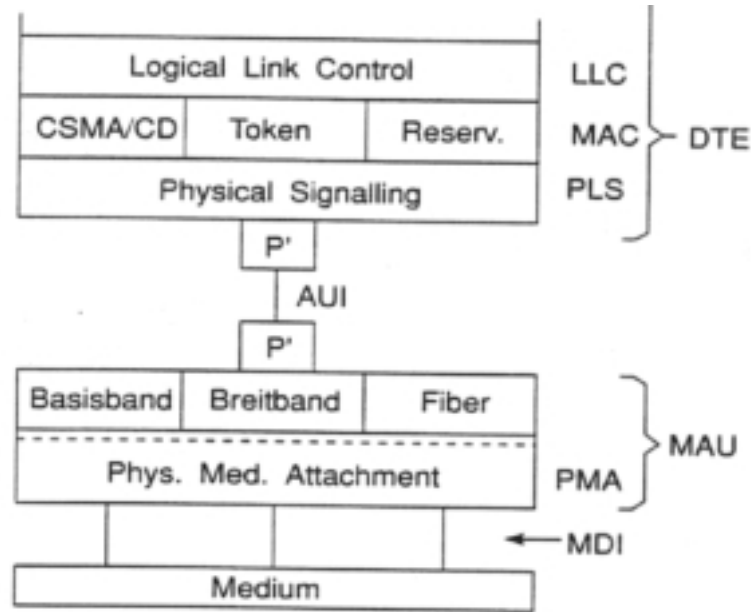 Logical Link Control LLC
CSMA/CD Token Reserv. MAC DTE
Physical Signalling PLS
P'
AUI
P'
Basisband Breitband Fiber
MAU
Phys. Med. Attachment PMA
MDI
Medium